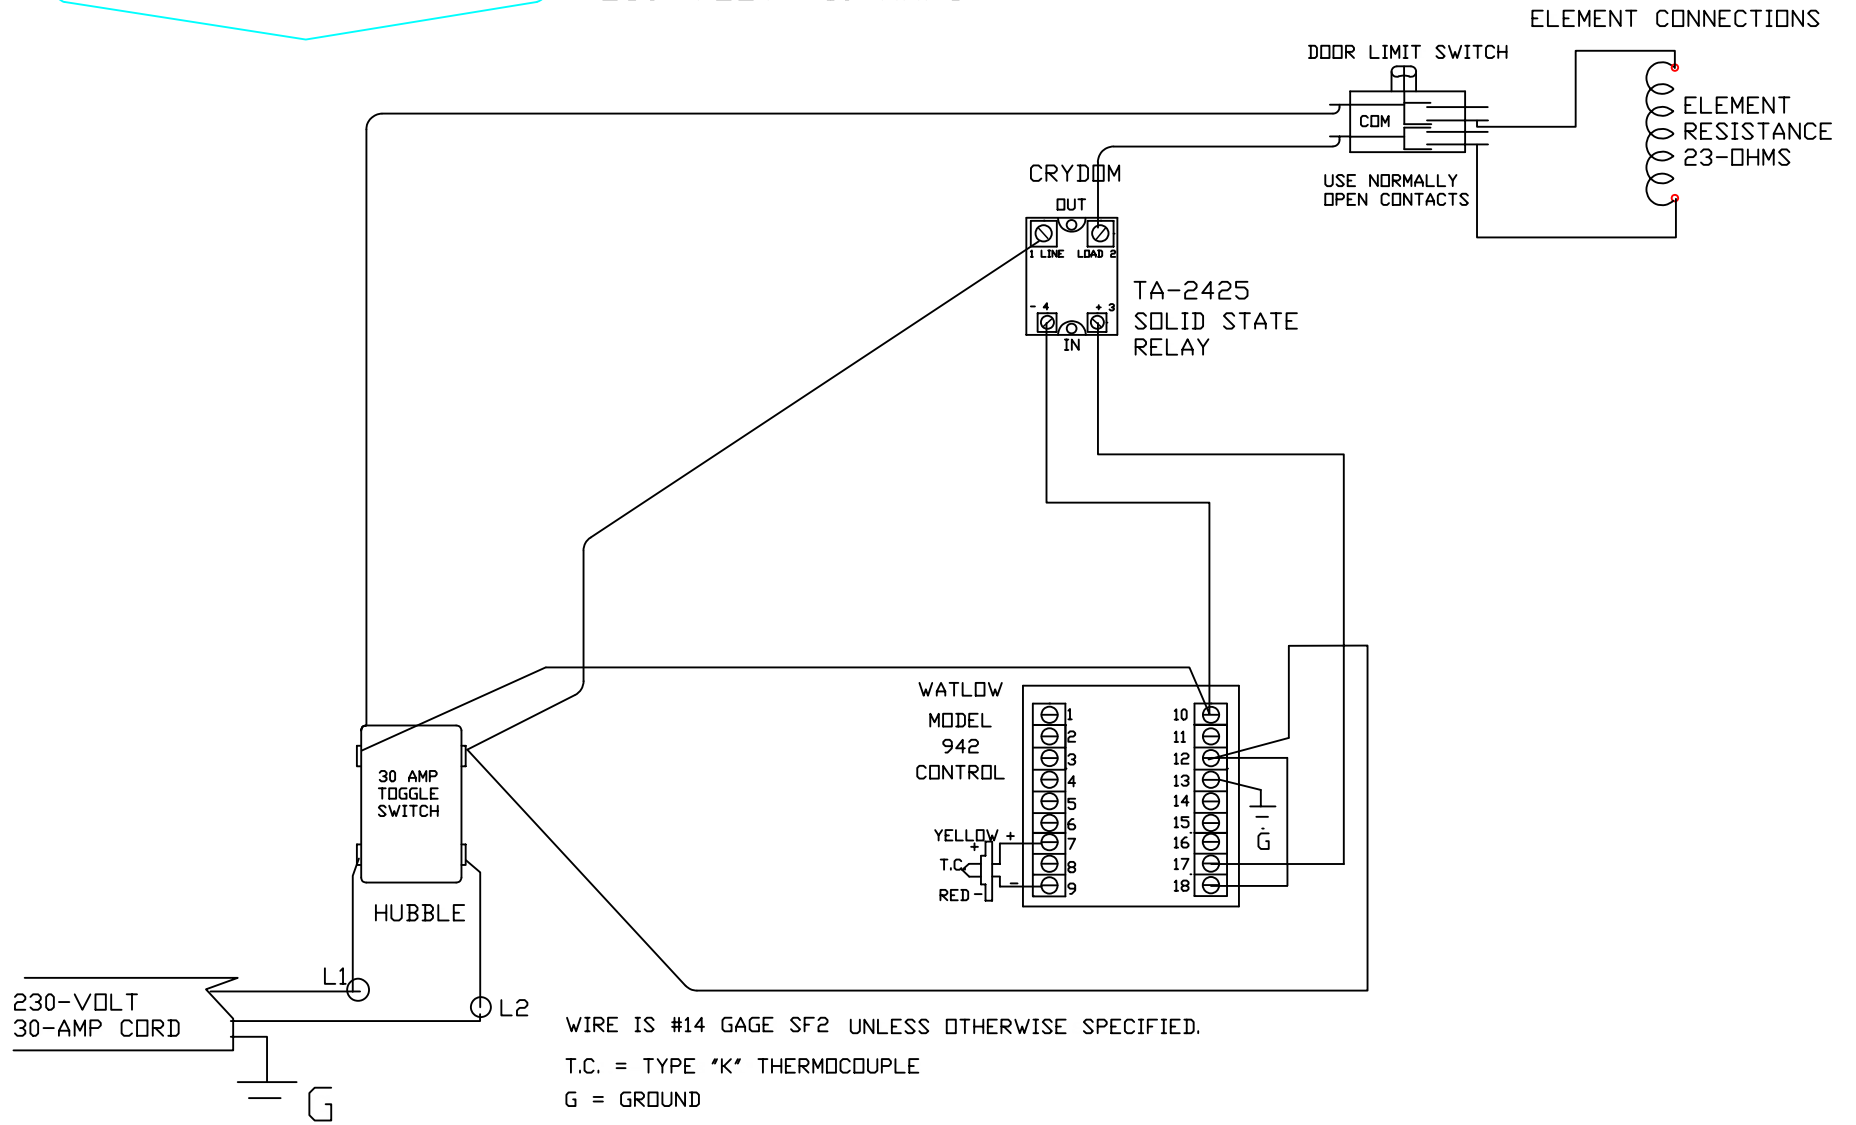 ELEMENT CONNECTIONS
DOOR LIMIT SWITCH
COM
ELEMENT
RESISTANCE
23-OHMS
USE NORMALLY
OPEN CONTACTS
CRYDOM
OUT
1 LINE LOAD 2
- 4 + 3
IN
TA-2425
SOLID STATE
RELAY
WATLOW
MODEL
942
CONTROL
1
2
3
4
5
6
7
8
9
10
11
12
13
14
15
16
17
18
G
YELLOW +
+
T.C.
RED -
-
30 AMP
TOGGLE
SWITCH
HUBBLE
L1
L2
230-VOLT
30-AMP CORD
G
WIRE IS #14 GAGE SF2 UNLESS OTHERWISE SPECIFIED.
T.C. = TYPE "K" THERMOCOUPLE
G = GROUND